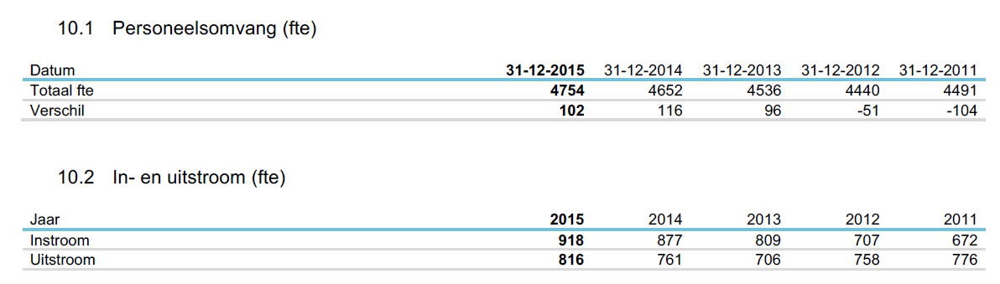 10.1 Personeelsomvang (fte)
Datum 31-12-2015 31-12-2014 31-12-2013 31-12-2012 31-12-2011
Totaal fte 4754 4652 4536 4440 4491
Verschil 102 116 96 -51 -104
10.2 In- en uitstroom (fte)
Jaar 2015 2014 2013 2012 2011
Instroom 918 877 809 707 672
Uitstroom 816 761 706 758 776